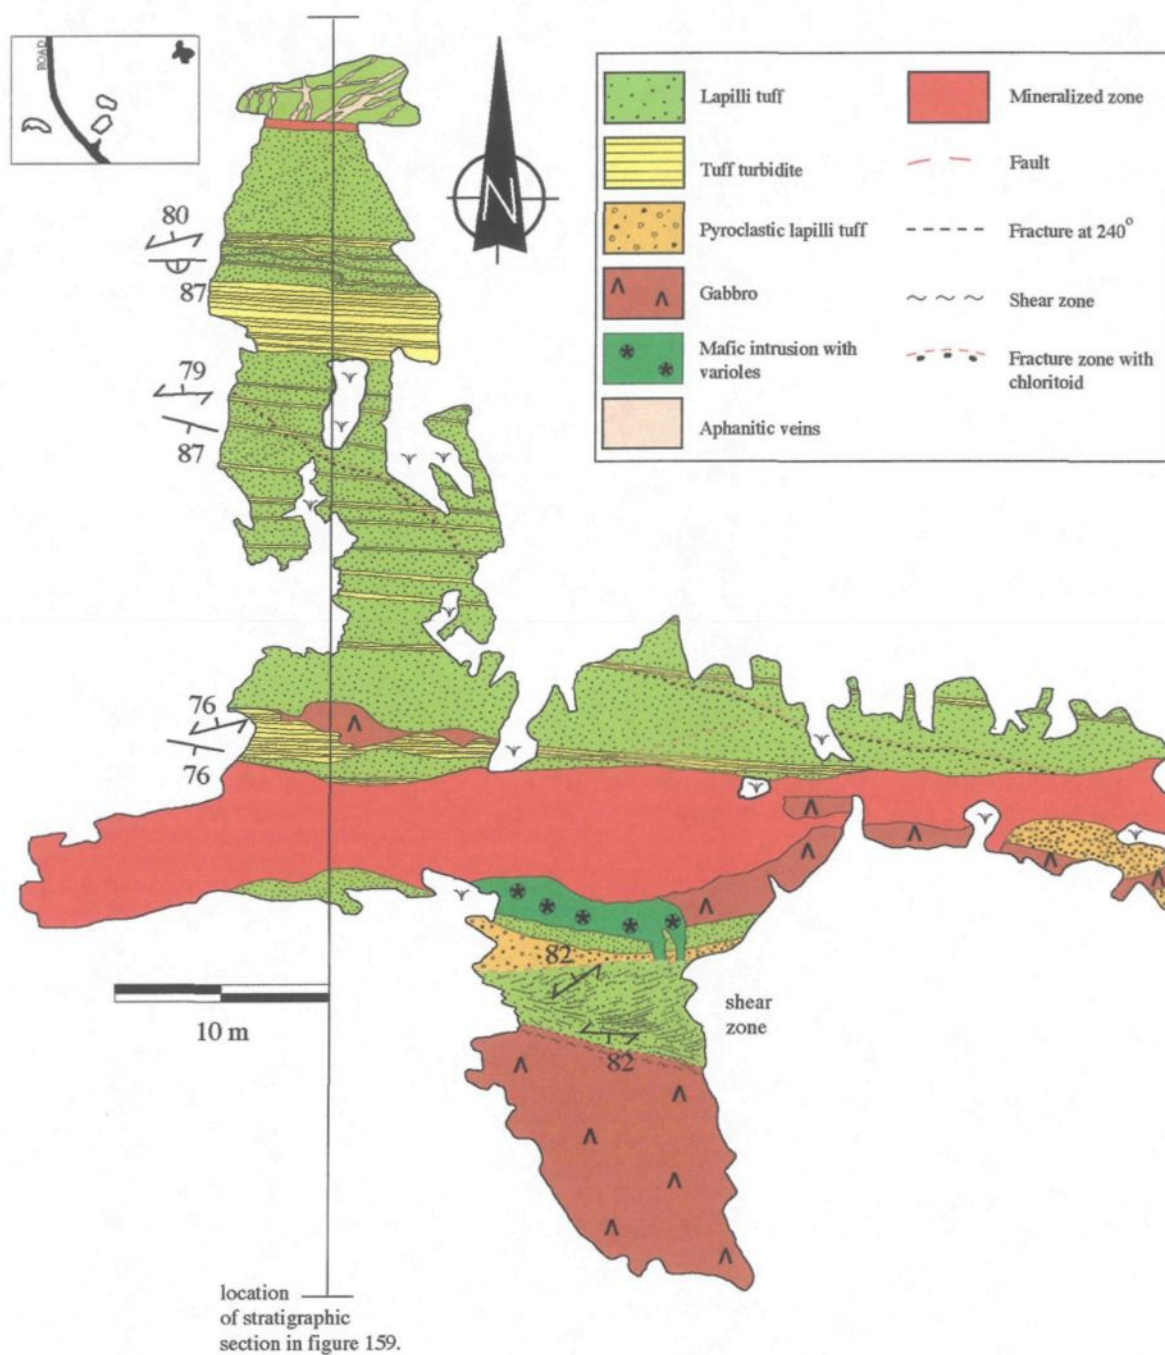 ROAD
N
Lapilli tuff
Tuff turbidite
Pyroclastic lapilli tuff
Gabbro
Mafic intrusion with
varioles
Aphanitic veins
Mineralized zone
Fault
Fracture at 240°
Shear zone
Fracture zone with
chloritoid
80
87
79
87
76
76
82
82
shear
zone
10 m
location
of stratigraphic
section in figure 159.